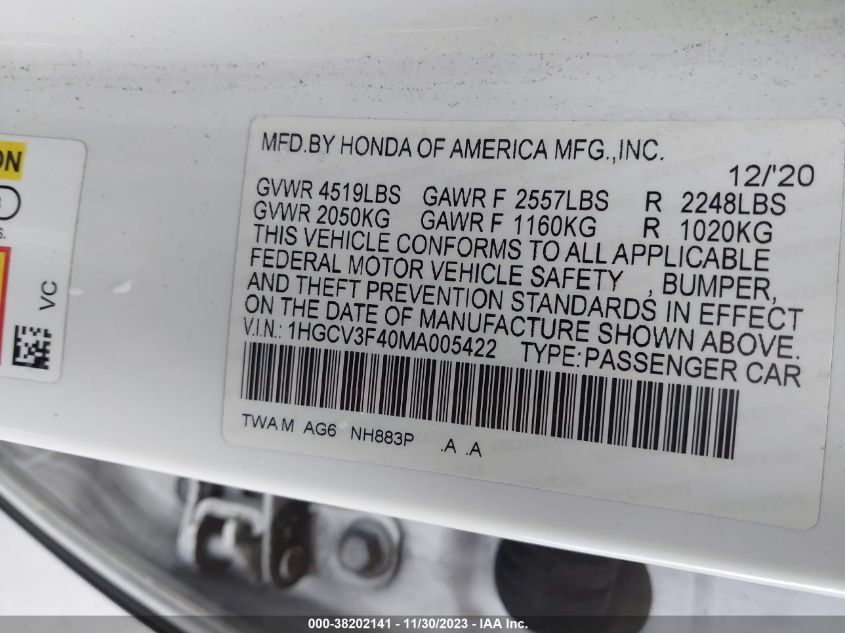 MFD.BY HONDA OF AMERICA MFG.,INC.
12/'20
GVWR 4519LBS GAWR F 2557LBS R 2248LBS
GVWR 2050KG GAWR F 1160KG R 1020KG
THIS VEHICLE CONFORMS TO ALL APPLICABLE
FEDERAL MOTOR VEHICLE SAFETY , BUMPER,
AND THEFT PREVENTION STANDARDS IN EFFECT
ON THE DATE OF MANUFACTURE SHOWN ABOVE.
V.I.N.: 1HGCV3F40MA005422 TYPE:PASSENGER CAR
TWA M AG6 NH883P .A .A
ON
S.
VC
000-38202141 - 11/30/2023 - IAA Inc.